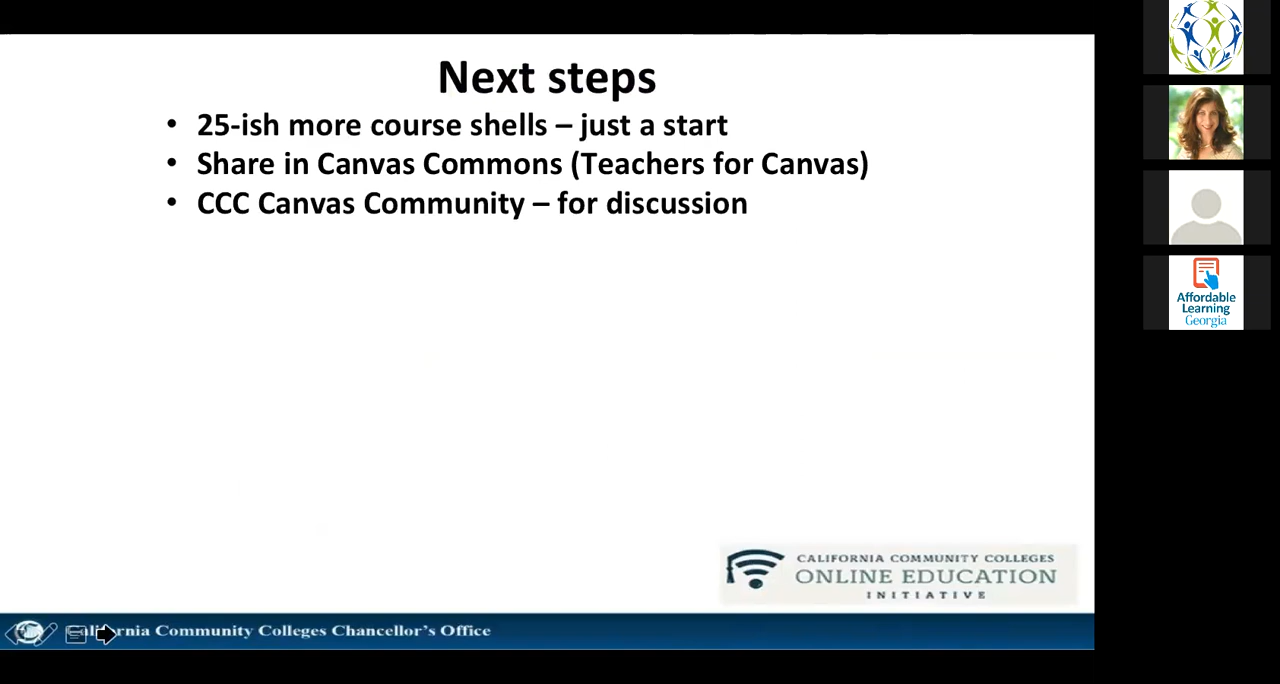 Next steps
• 25-ish more course shells – just a start
• Share in Canvas Commons (Teachers for Canvas)
• CCC Canvas Community – for discussion
CALIFORNIA COMMUNITY COLLEGES
ONLINE EDUCATION
INITIATIVE
California Community Colleges Chancellor's Office
Affordable
Learning
Georgia